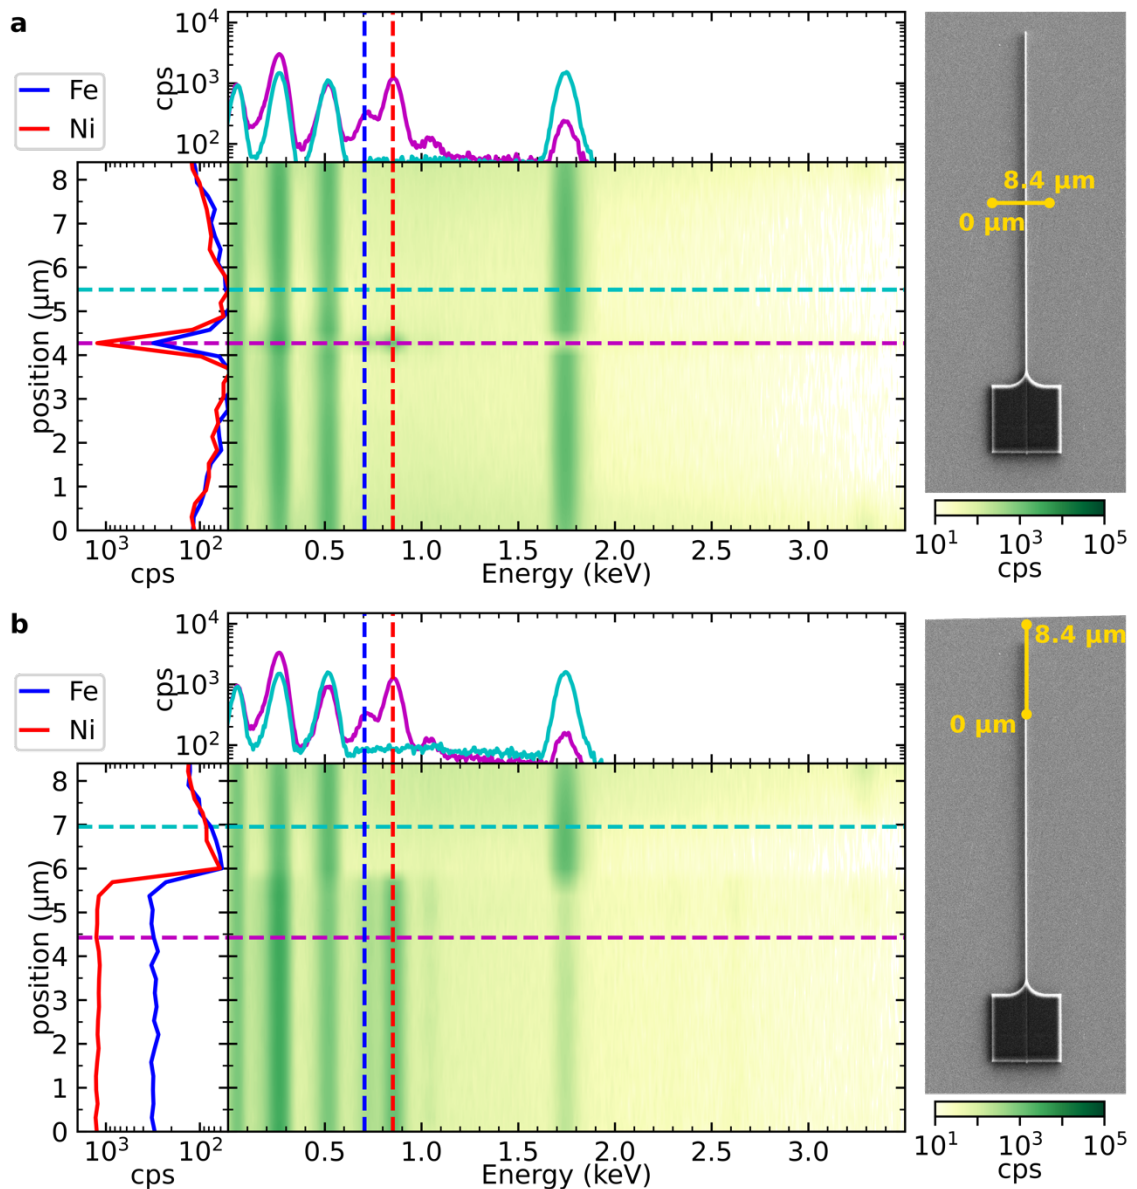 a
Fe
Ni
cps
10⁴
10³
10²
position (µm)
8
7
6
5
4
3
2
1
0
10³ 10²
cps
0.5 1.0 1.5 2.0 2.5 3.0
Energy (keV)
8.4 µm
0 µm
10¹ 10³ 10⁵
cps
b
Fe
Ni
cps
10⁴
10³
10²
position (µm)
8
7
6
5
4
3
2
1
0
10³ 10²
cps
0.5 1.0 1.5 2.0 2.5 3.0
Energy (keV)
8.4 µm
0 µm
10¹ 10³ 10⁵
cps